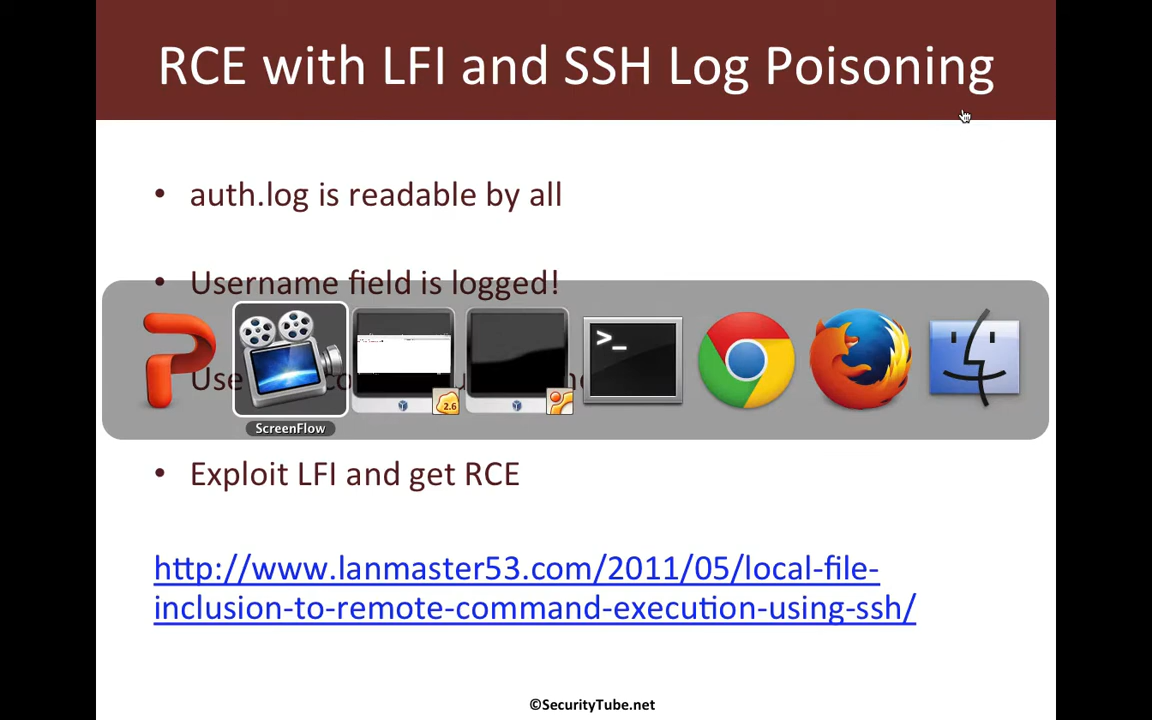 RCE with LFI and SSH Log Poisoning
• auth.log is readable by all
• Username field is logged!
>_
2.6
ScreenFlow
Use
• Exploit LFI and get RCE
http://www.lanmaster53.com/2011/05/local-file-
inclusion-to-remote-command-execution-using-ssh/
©SecurityTube.net